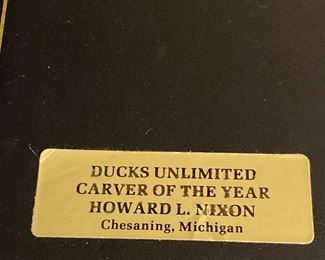 DUCKS UNLIMITED
CARVER OF THE YEAR
HOWARD L. NIXON
Chesaning, Michigan